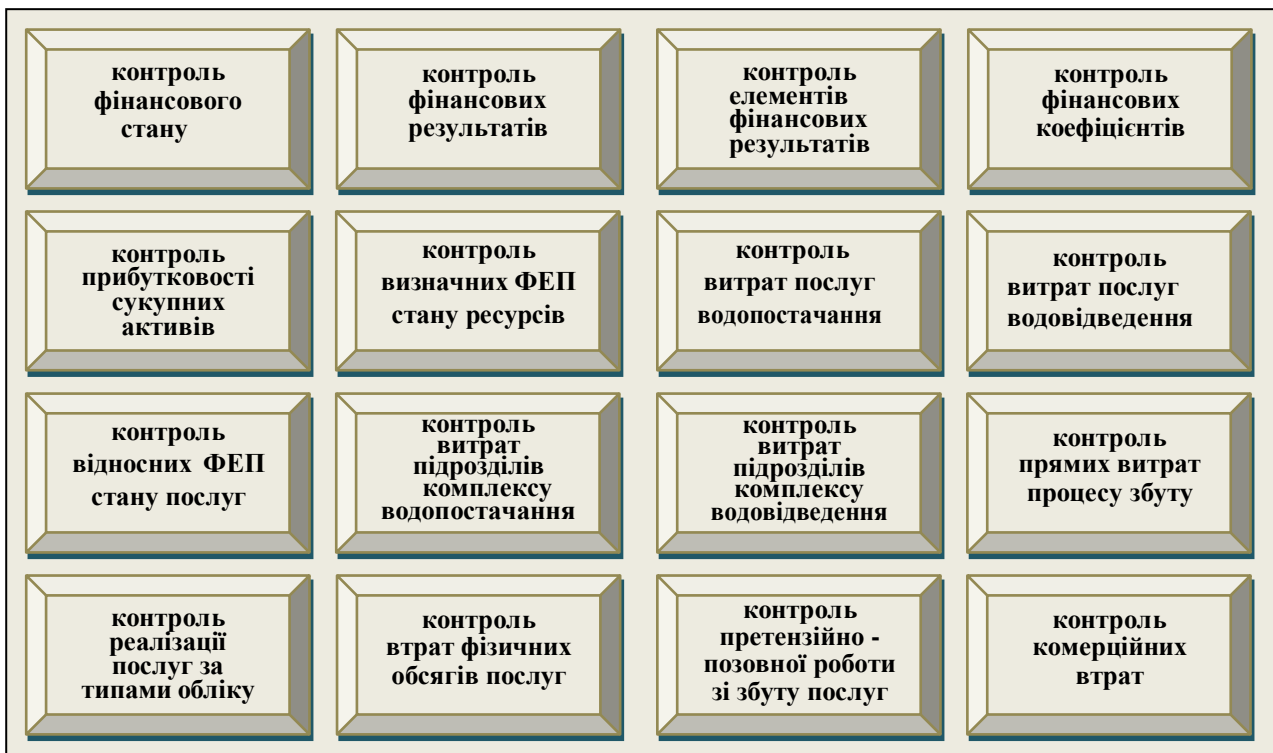 контроль
фінансового
стану
контроль
фінансових
результатів
контроль
елементів
фінансових
результатів
контроль
фінансових
коефіцієнтів
контроль
прибутковості
сукупних
активів
контроль
визначних ФЕП
стану ресурсів
контроль
витрат послуг
водопостачання
контроль
витрат послуг
водовідведення
контроль
відносних ФЕП
стану послуг
контроль
витрат
підрозділів
комплексу
водопостачання
контроль
витрат
підрозділів
комплексу
водовідведення
контроль
прямих витрат
процесу збуту
контроль
реалізації
послуг за
типами обліку
контроль
втрат фізичних
обсягів послуг
контроль
претензійно -
позовної роботи
зі збуту послуг
контроль
комерційних
втрат